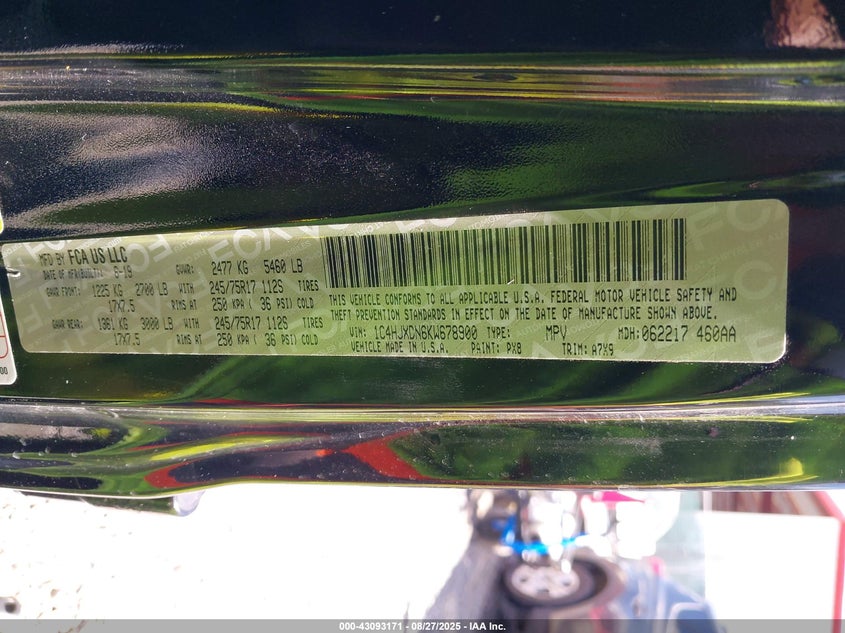 MFD BY FCA US LLC
DATE OF MFR(BUILT): 6-19 GVWR: 2477 KG 5460 LB
GAWR FRONT: 1225 KG 2700 LB WITH 245/75R17 112S TIRES
17X7.5 RIMS AT 250 KPA ( 36 PSI) COLD
GAWR REAR: 1361 KG 3000 LB WITH 245/75R17 112S TIRES
17X7.5 RIMS AT 250 KPA ( 36 PSI) COLD
THIS VEHICLE CONFORMS TO ALL APPLICABLE U.S.A. FEDERAL MOTOR VEHICLE SAFETY AND
THEFT PREVENTION STANDARDS IN EFFECT ON THE DATE OF MANUFACTURE SHOWN ABOVE.
VIN: 1C4HJXDN6KW678900 TYPE: MPV MDH:062217 460AA
VEHICLE MADE IN U.S.A. PAINT: PX8 TRIM: A7X9
000-43093171 | 08/27/2025 | IAA Inc.